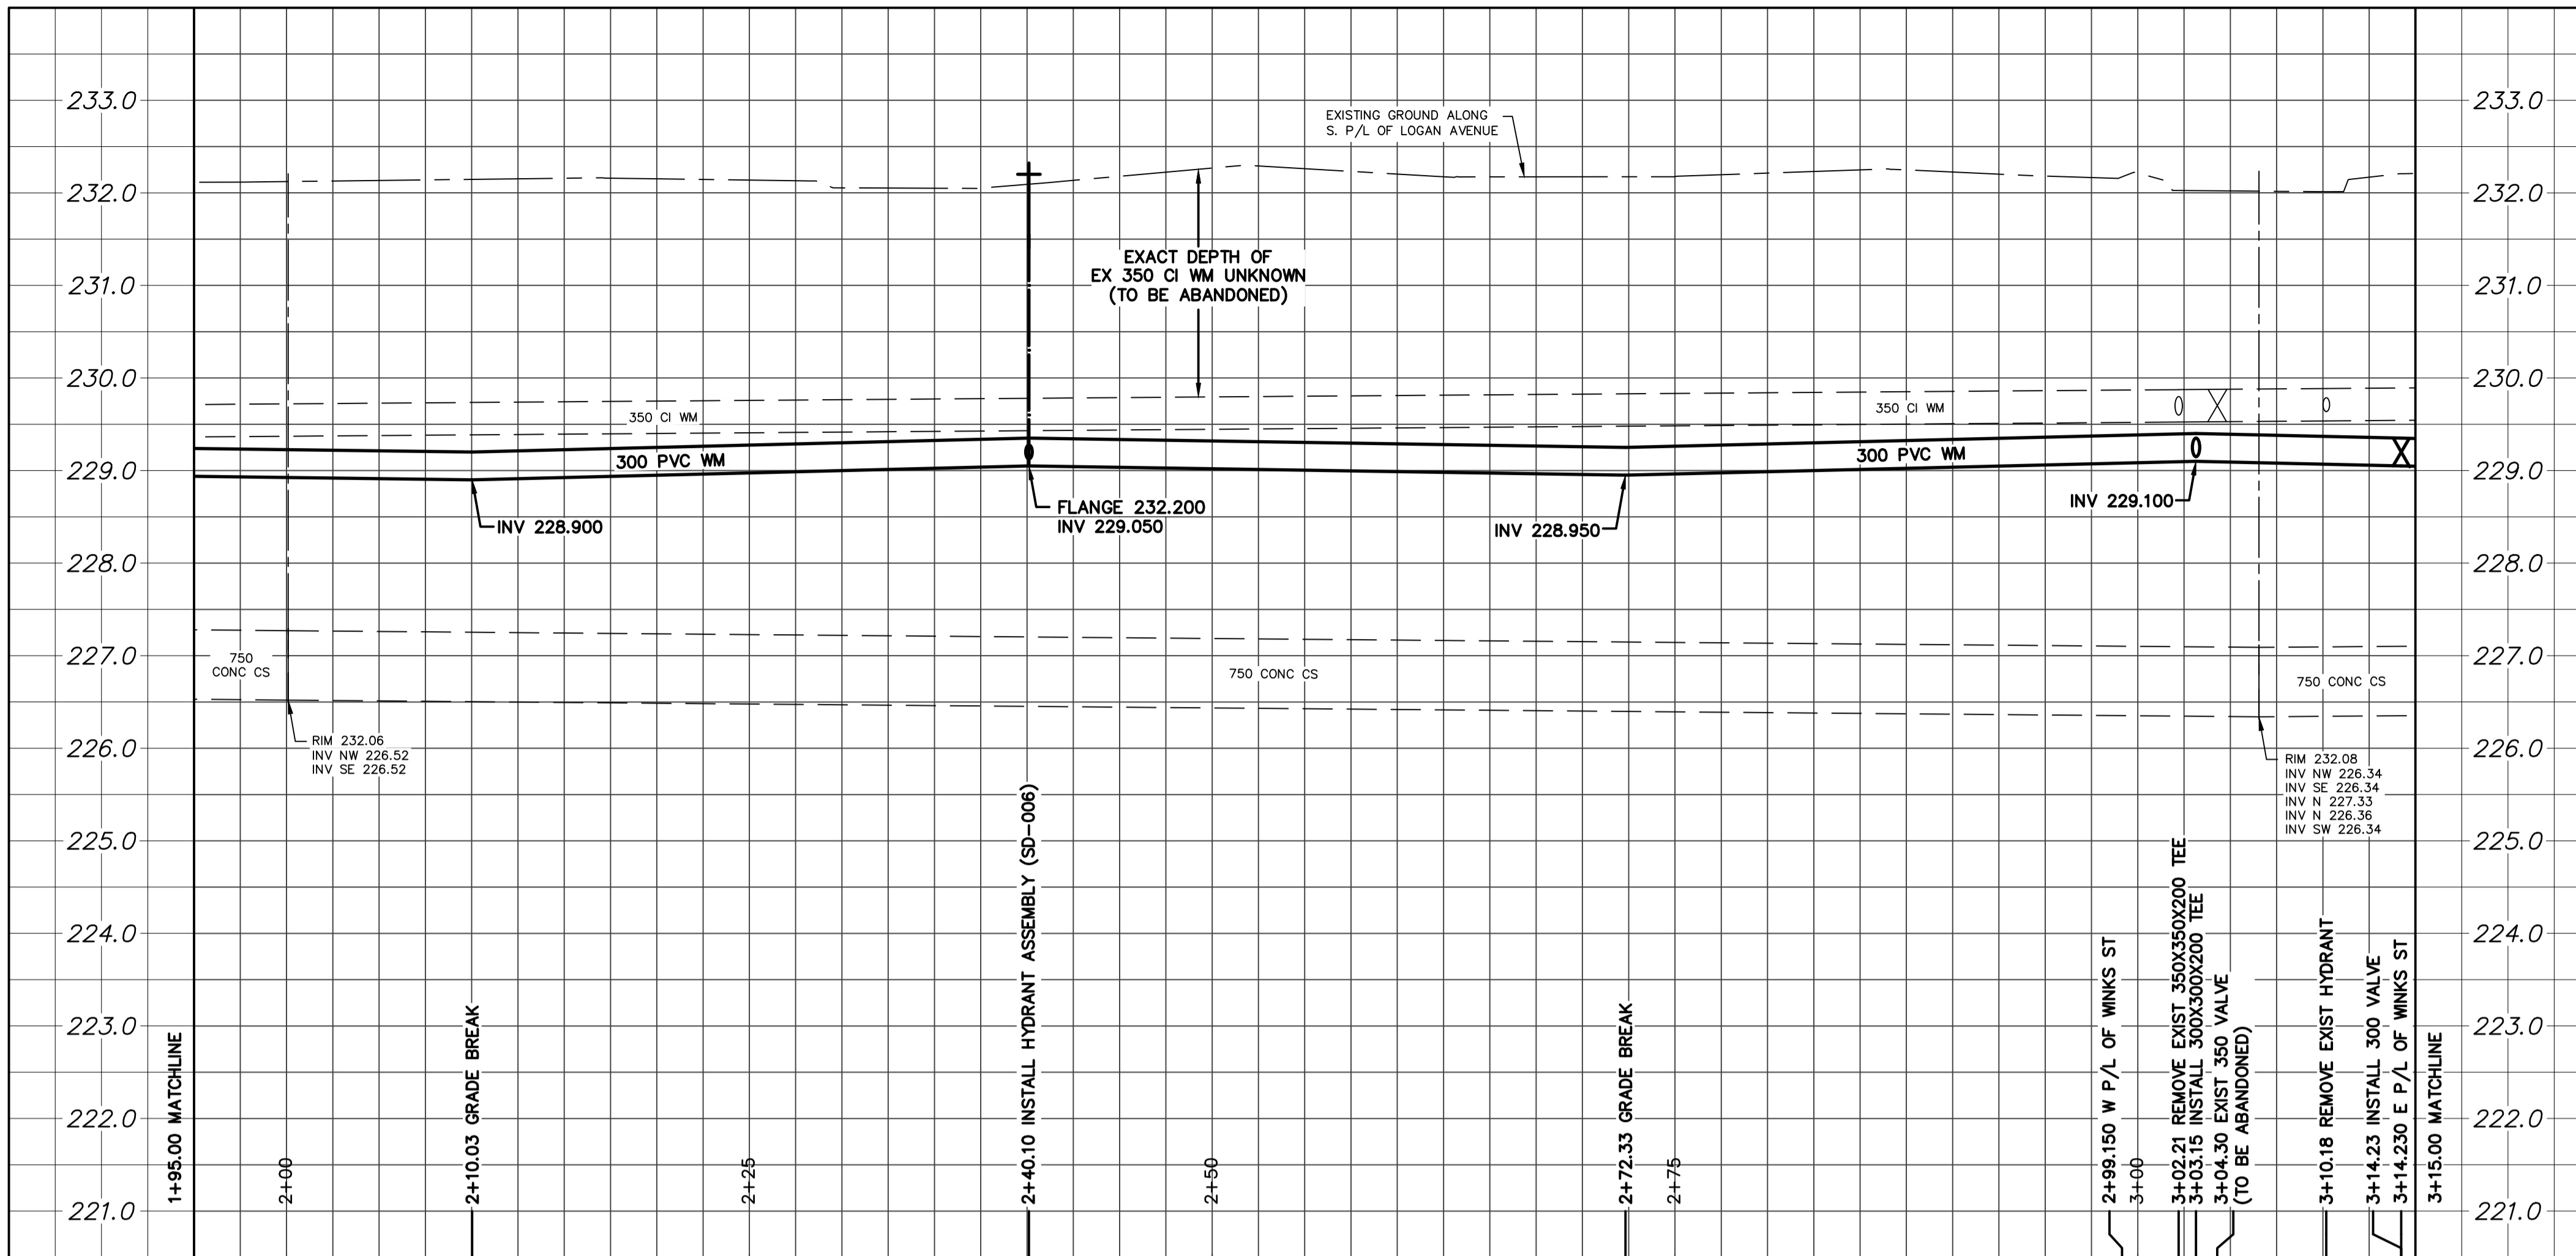 233.0
233.0
EXISTING GROUND ALONG
S. P/L OF LOGAN AVENUE
232.0
232.0
EXACT DEPTH OF
EX 350 CI WM UNKNOWN
(TO BE ABANDONED)
231.0
231.0
230.0
230.0
350 CI WM
350 CI WM
300 PVC WM
300 PVC WM
229.0
229.0
INV 228.900
FLANGE 232.200
INV 229.050
INV 228.950
INV 229.100
228.0
228.0
227.0
227.0
750
CONC CS
750 CONC CS
750 CONC CS
226.0
226.0
RIM 232.06
INV NW 226.52
INV SE 226.52
RIM 232.08
INV NW 226.34
INV SE 226.34
INV N 227.33
INV N 226.36
INV SW 226.34
225.0
225.0
224.0
224.0
223.0
223.0
222.0
222.0
221.0
221.0
1+95.00 MATCHLINE
2+00
2+10.03 GRADE BREAK
2+25
2+40.10 INSTALL HYDRANT ASSEMBLY (SD-006)
2+50
2+72.33 GRADE BREAK
2+75
2+99.150 W P/L OF WINKS ST
3+00
3+02.21 REMOVE EXIST 350X350X200 TEE
3+03.15 INSTALL 300X300X200 TEE
3+04.30 EXIST 350 VALVE
(TO BE ABANDONED)
3+10.18 REMOVE EXIST HYDRANT
3+14.23 INSTALL 300 VALVE
3+14.230 E P/L OF WINKS ST
3+15.00 MATCHLINE